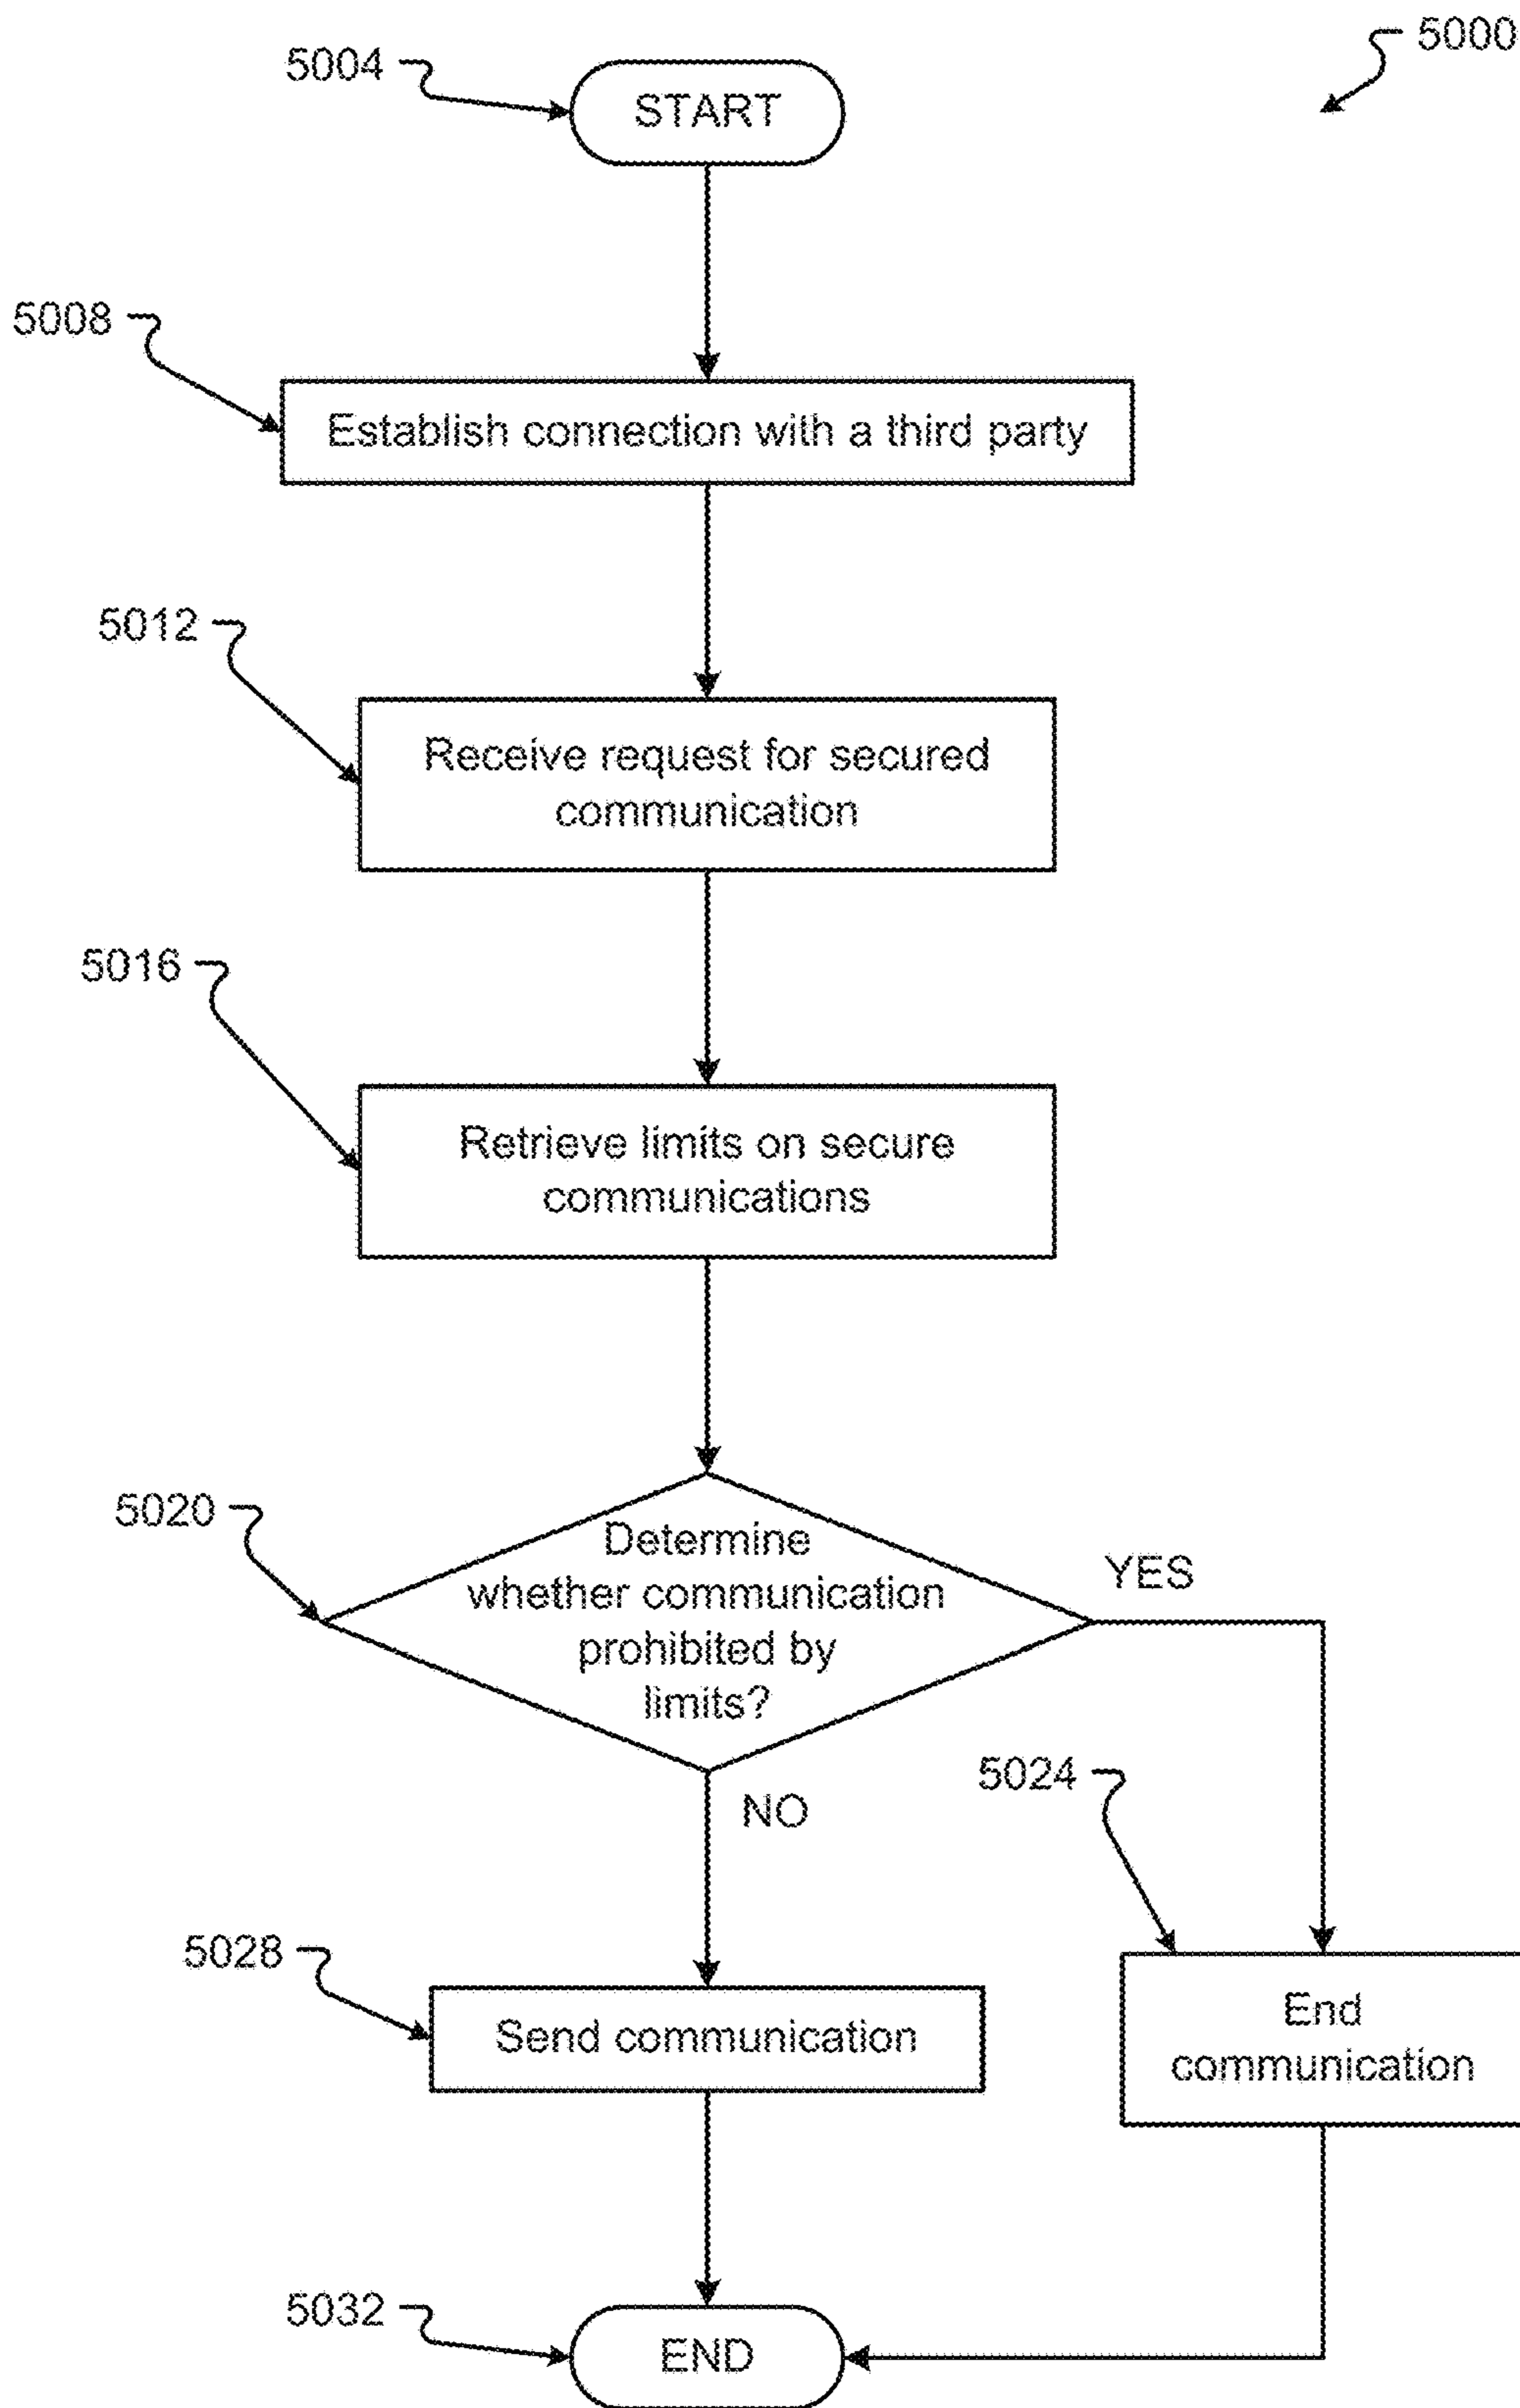 5000
5004
START
5008
Establish connection with a third party
5012
Receive request for secured
communication
5016
Retrieve limits on secure
communications
5020
Determine
whether communication
prohibited by
limits?
YES
NO
5024
End
communication
5028
Send communication
5032
END